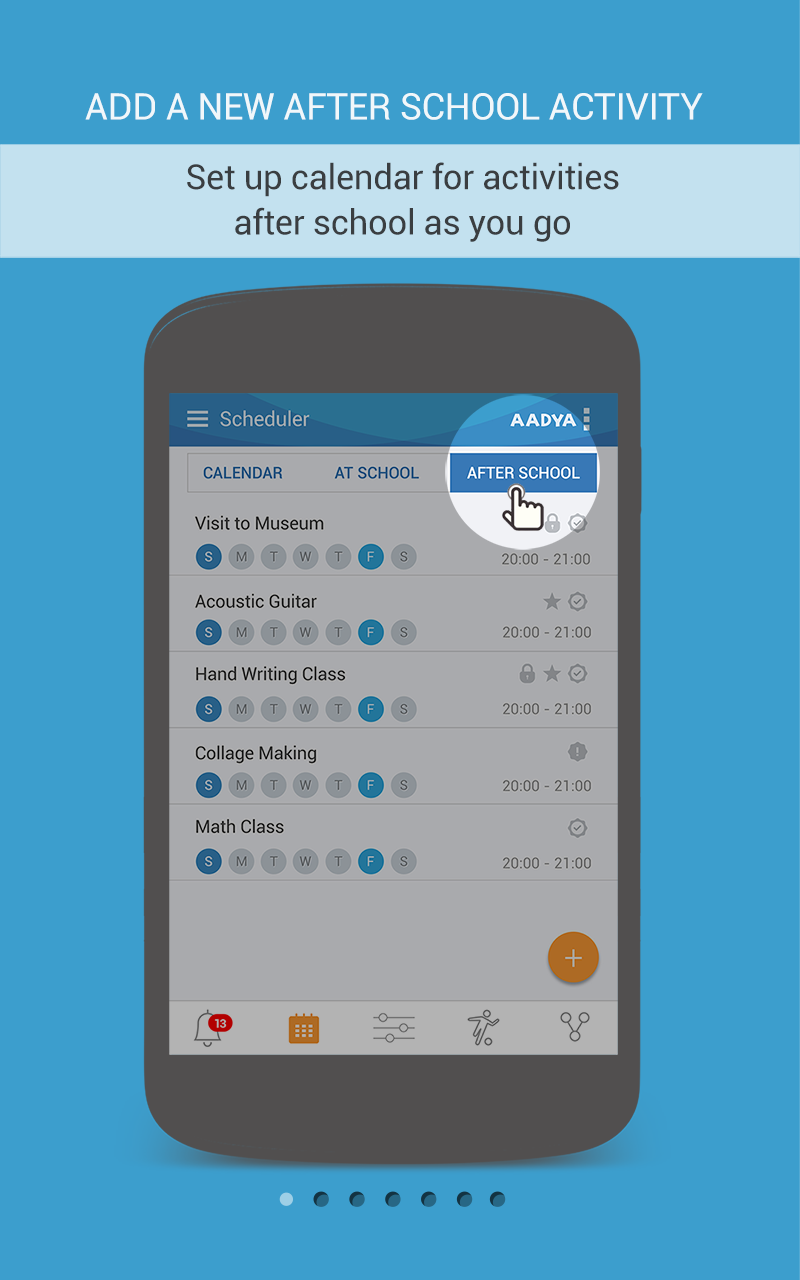 ADD A NEW AFTER SCHOOL ACTIVITY
Set up calendar for activities
after school as you go
Scheduler AADYA
CALENDAR AT SCHOOL AFTER SCHOOL
Visit to Museum
S M T W T F S 20:00 - 21:00
Acoustic Guitar
S M T W T F S 20:00 - 21:00
Hand Writing Class
S M T W T F S 20:00 - 21:00
Collage Making
S M T W T F S 20:00 - 21:00
Math Class
S M T W T F S 20:00 - 21:00
+
13